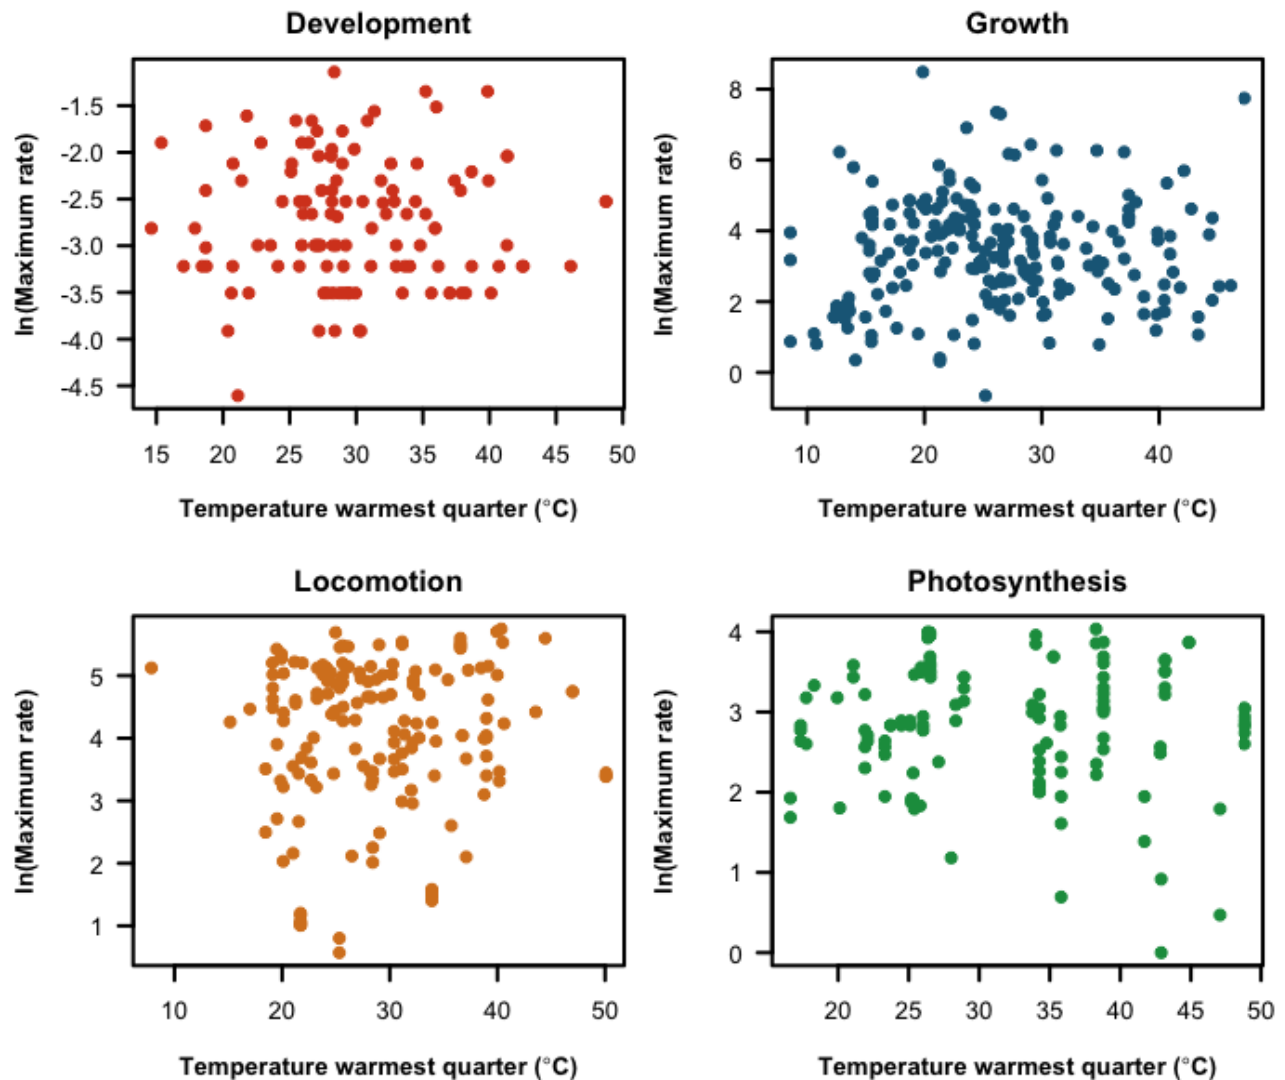 Development
Growth
ln(Maximum rate)
-1.5
-2.0
-2.5
-3.0
-3.5
-4.0
-4.5
15 20 25 30 35 40 45 50
Temperature warmest quarter (°C)
ln(Maximum rate)
8
6
4
2
0
10 20 30 40
Temperature warmest quarter (°C)
Locomotion
Photosynthesis
ln(Maximum rate)
5
4
3
2
1
10 20 30 40 50
Temperature warmest quarter (°C)
ln(Maximum rate)
4
3
2
1
0
20 25 30 35 40 45 50
Temperature warmest quarter (°C)